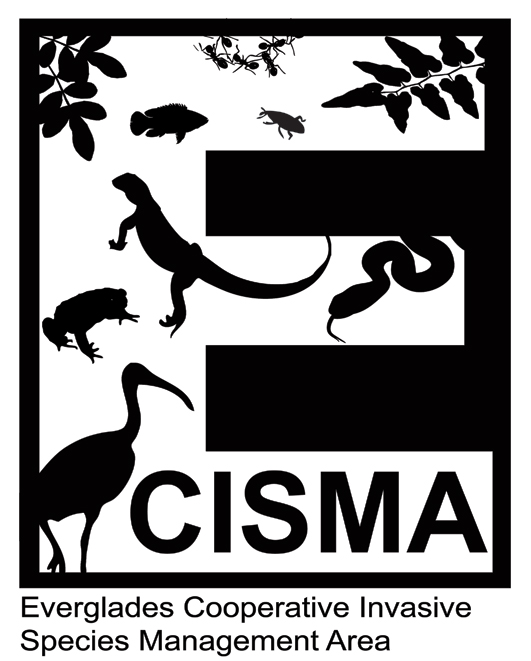 E
CISMA
Everglades Cooperative Invasive
Species Management Area